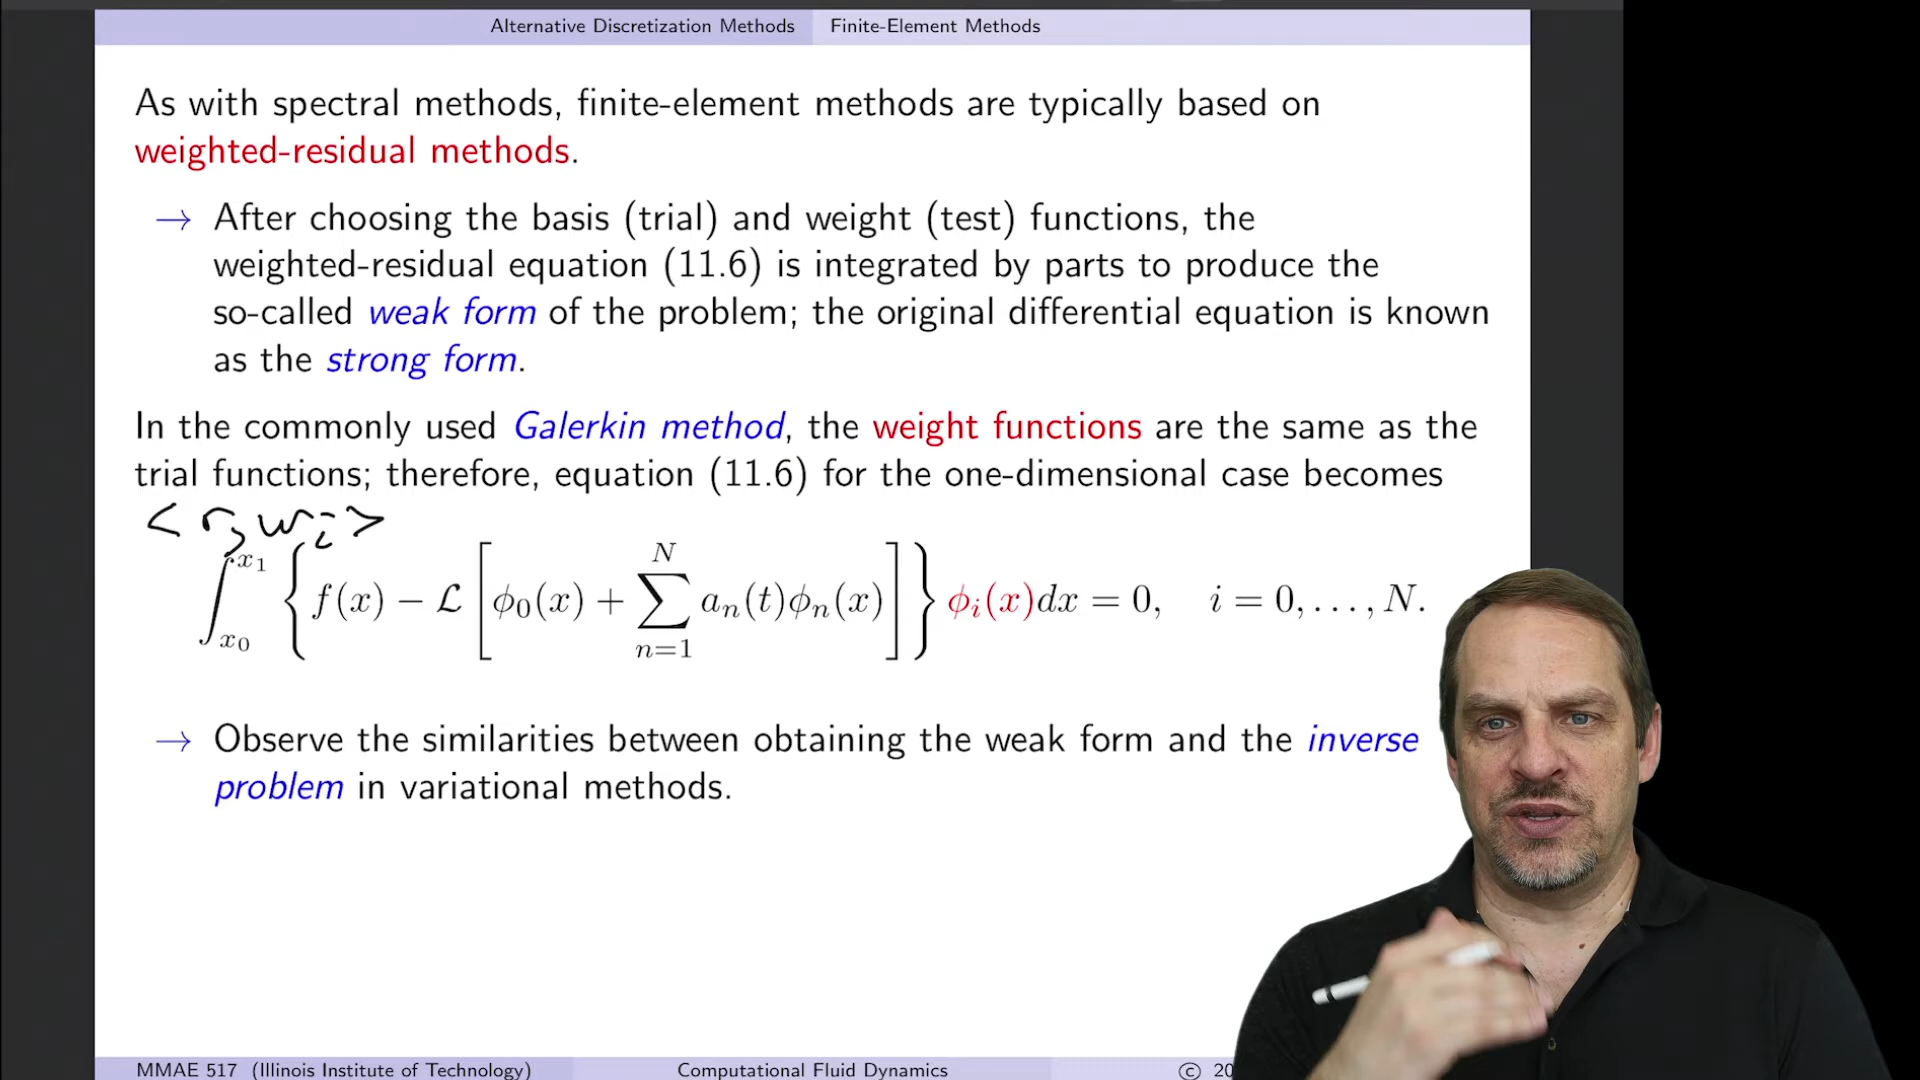 Alternative Discretization Methods Finite-Element Methods
As with spectral methods, finite-element methods are typically based on
weighted-residual methods.
→ After choosing the basis (trial) and weight (test) functions, the
weighted-residual equation (11.6) is integrated by parts to produce the
so-called weak form of the problem; the original differential equation is known
as the strong form.
In the commonly used Galerkin method, the weight functions are the same as the
trial functions; therefore, equation (11.6) for the one-dimensional case becomes
< r, wᵢ >
∫_{x₀}^{x₁} { f(x) − ℒ [ ϕ₀(x) + ∑_{n=1}^{N} aₙ(t)ϕₙ(x) ] } ϕᵢ(x)dx = 0, i = 0, . . . , N.
→ Observe the similarities between obtaining the weak form and the inverse
problem in variational methods.
MMAE 517 (Illinois Institute of Technology) Computational Fluid Dynamics © 20